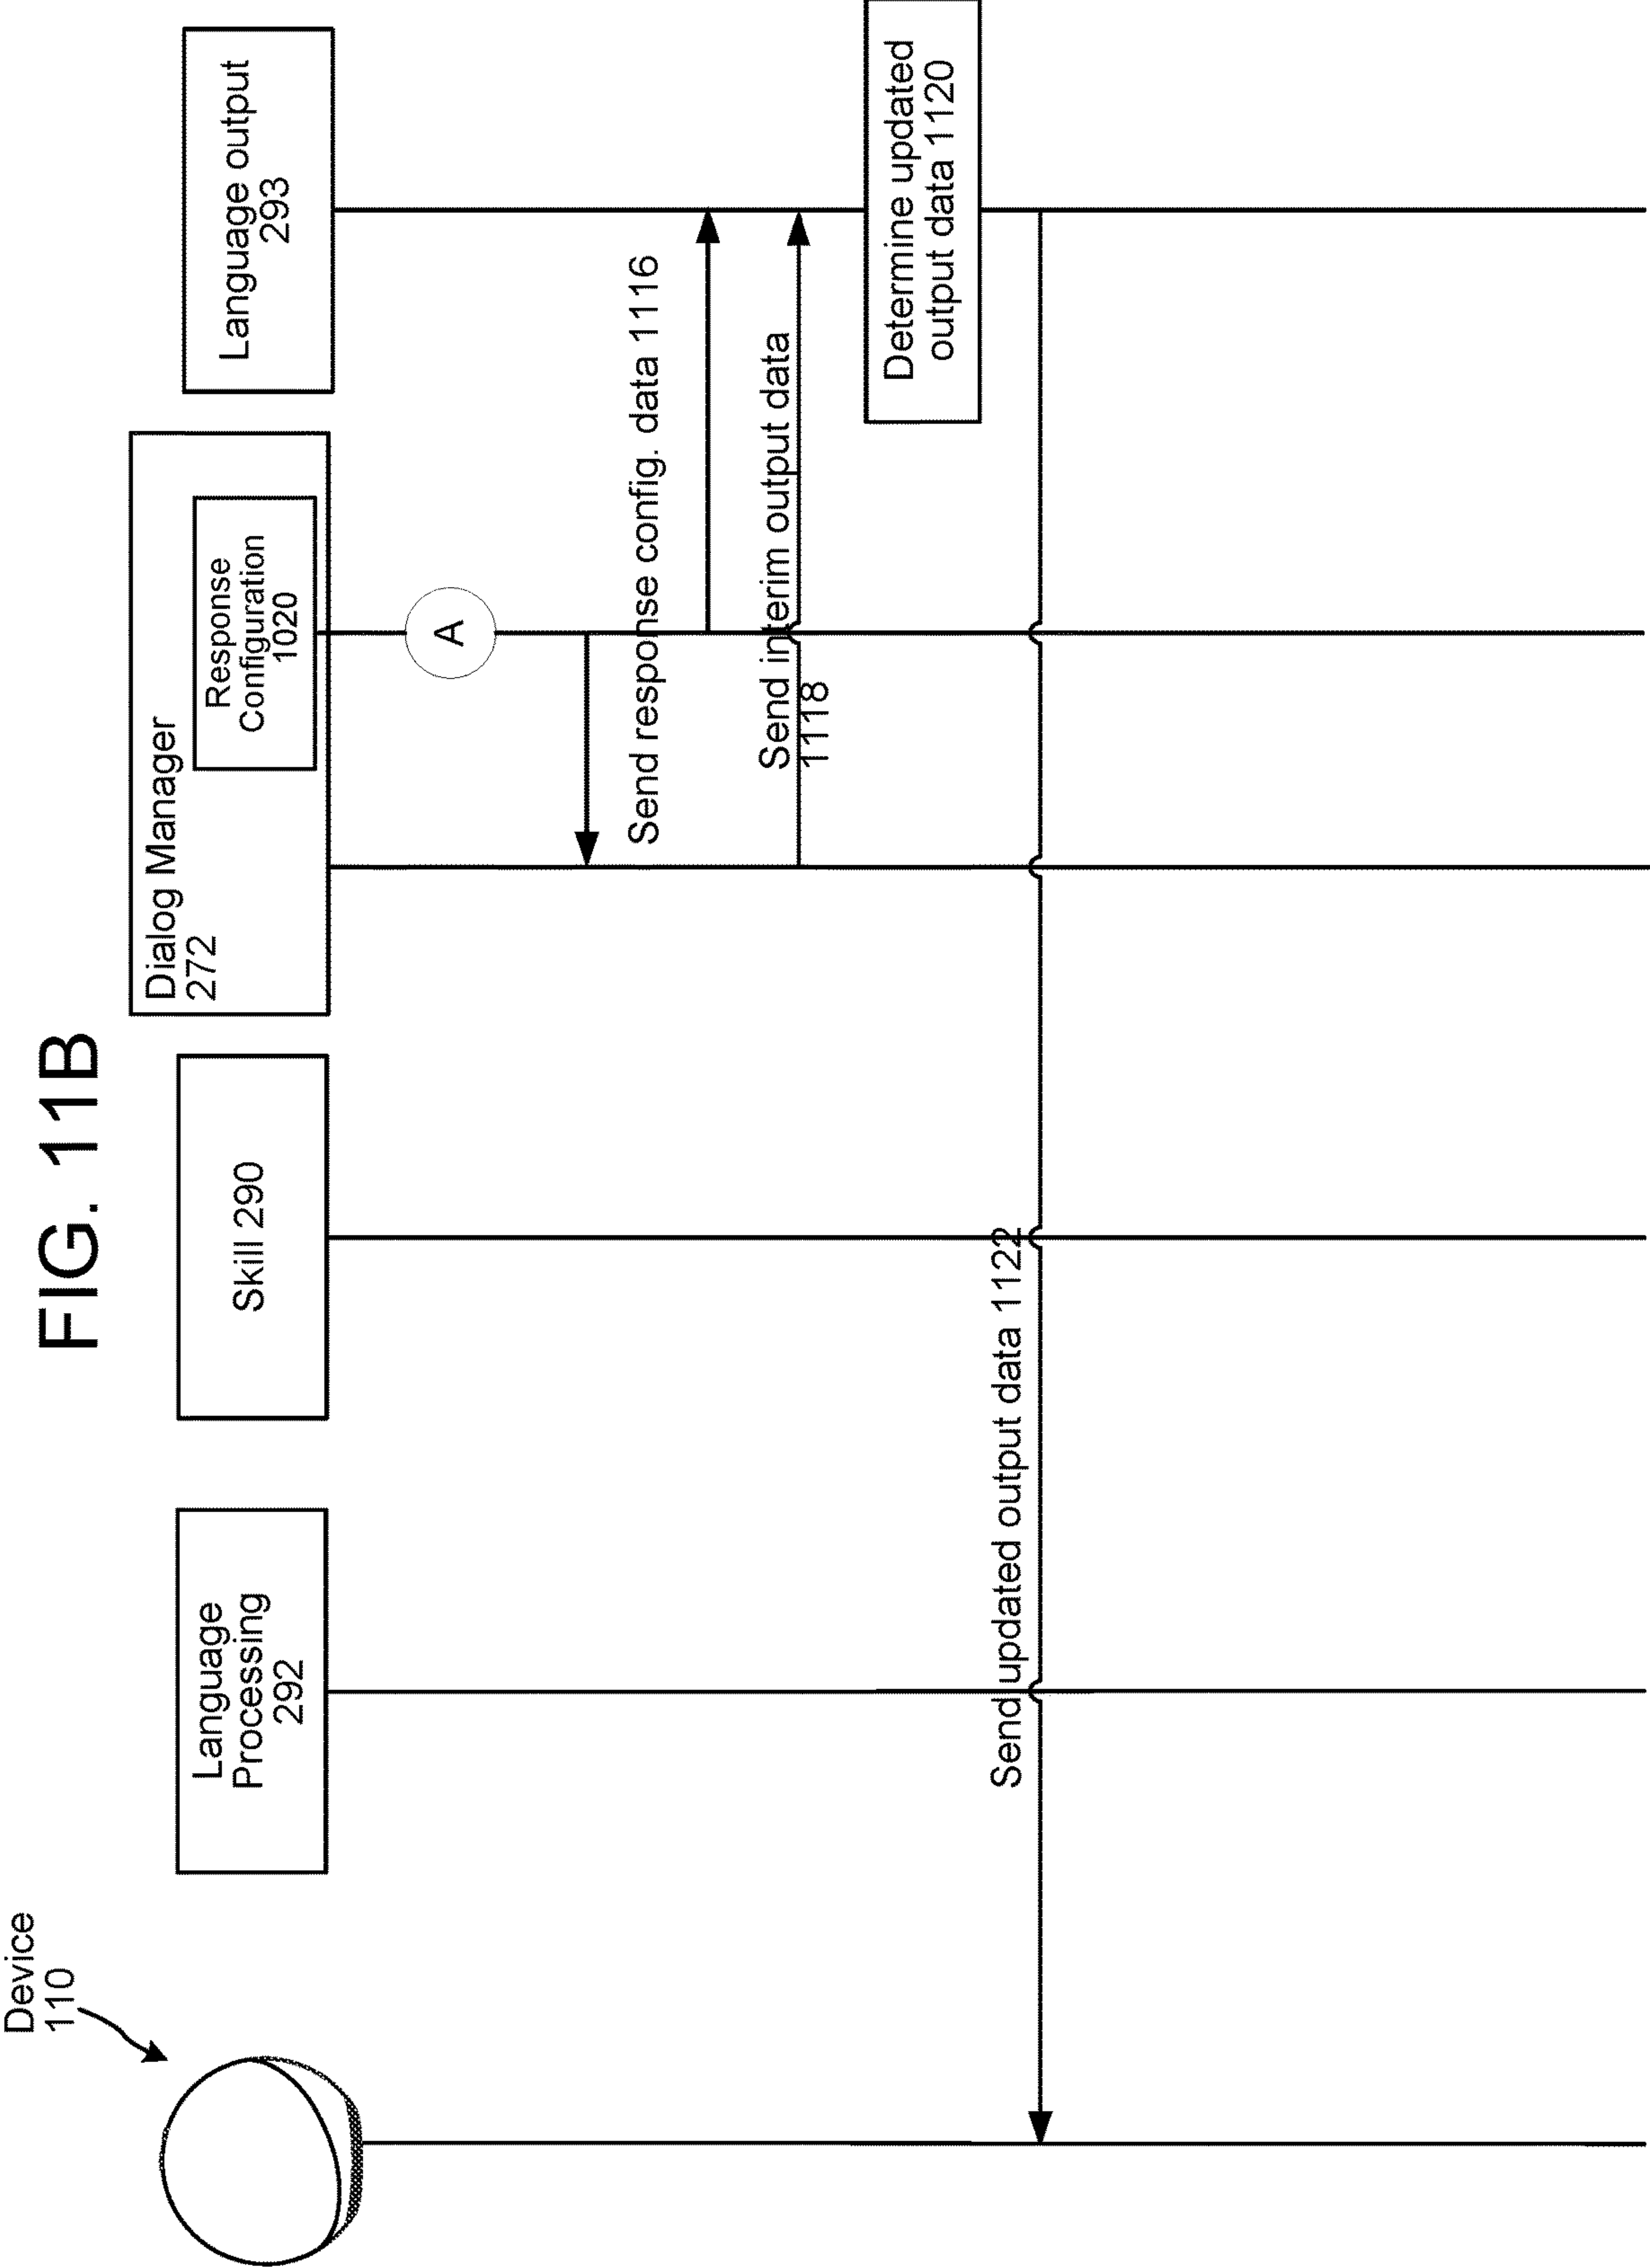 FIG. 11B
Device
110
Language
Processing
292
Skill 290
Dialog Manager
272
Response
Configuration
1020
Language output
293
A
Send response config. data 1116
Send interim output data
1118
Determine updated
output data 1120
Send updated output data 1122